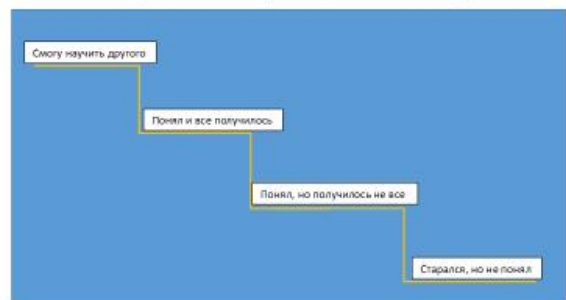 Смогу научить другого
Понял и все получилось
Понял, но получилось не все
Старался, но не понял